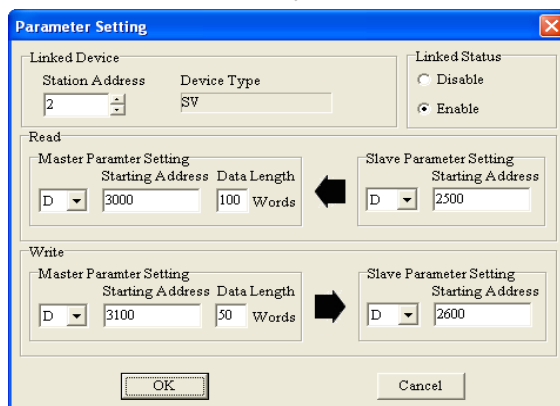 Parameter Setting
Linked Device
Station Address Device Type
2 SV
Linked Status
Disable
Enable
Read
Master Paramter Setting
Starting Address Data Length
D 3000 100 Words
Slave Parameter Setting
Starting Address
D 2500
Write
Master Paramter Setting
Starting Address Data Length
D 3100 50 Words
Slave Parameter Setting
Starting Address
D 2600
OK Cancel